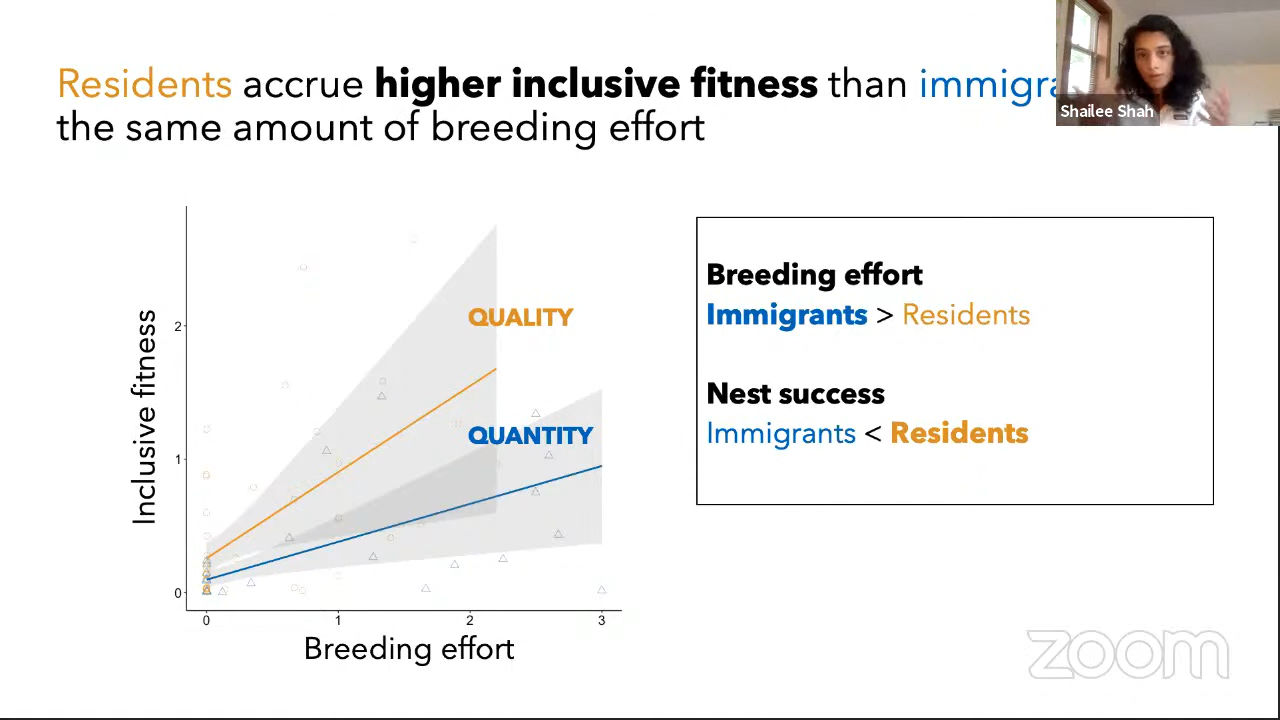 Residents accrue higher inclusive fitness than immigra
the same amount of breeding effort
Shailee Shah
Inclusive fitness
2
1
0
QUALITY
QUANTITY
0 1 2 3
Breeding effort
Breeding effort
Immigrants > Residents
Nest success
Immigrants < Residents
zoom